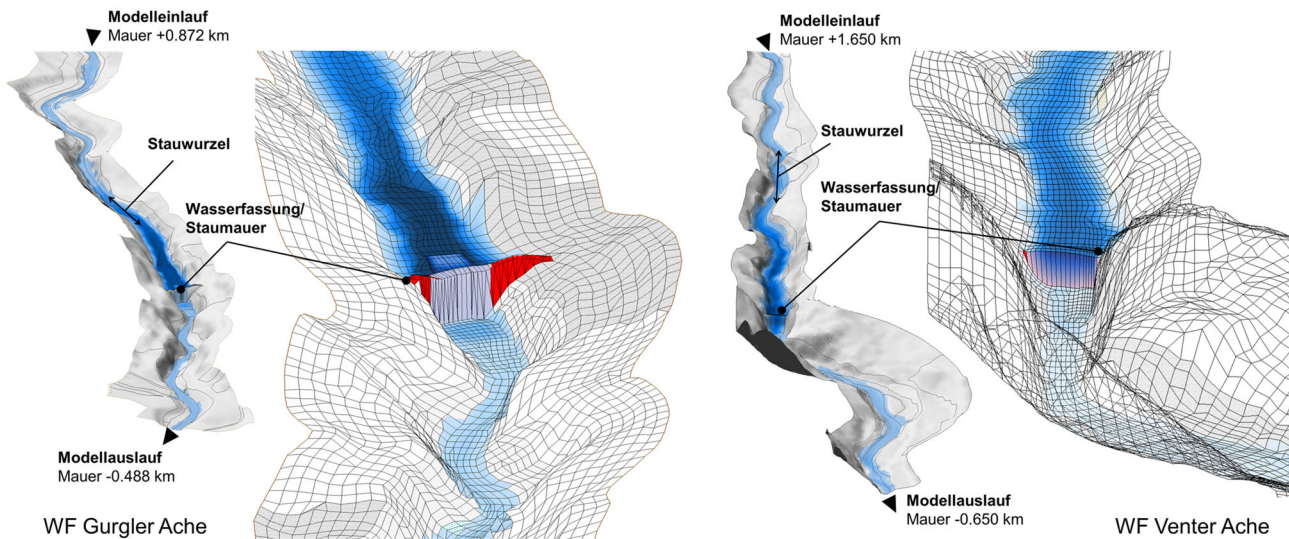 Modelleinlauf
Mauer +0.872 km
Stauwurzel
Wasserfassung/
Staumauer
Modellauslauf
Mauer -0.488 km
WF Gurgler Ache
Modelleinlauf
Mauer +1.650 km
Stauwurzel
Wasserfassung/
Staumauer
Modellauslauf
Mauer -0.650 km
WF Venter Ache